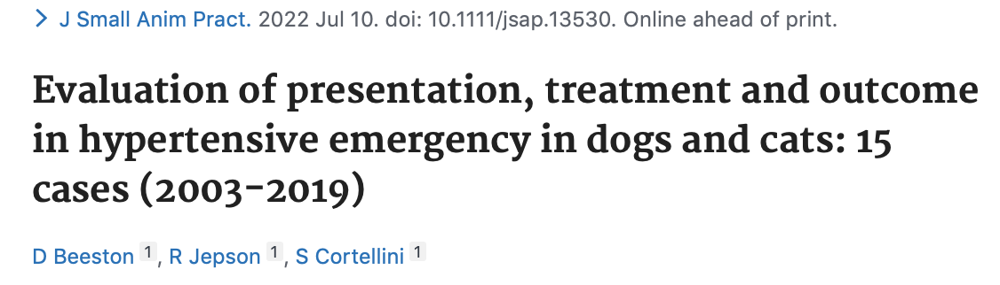 > J Small Anim Pract. 2022 Jul 10. doi: 10.1111/jsap.13530. Online ahead of print.
Evaluation of presentation, treatment and outcome
in hypertensive emergency in dogs and cats: 15
cases (2003-2019)
D Beeston 1, R Jepson 1, S Cortellini 1